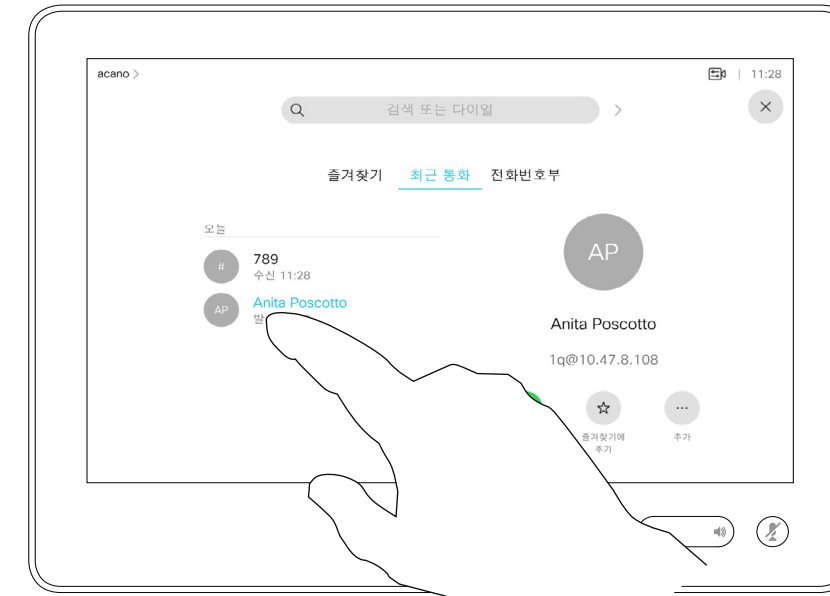 acano >
11:28
검색 또는 다이얼
즐겨찾기 최근 통화 전화번호부
오늘
#
789
수신 11:28
AP
Anita Poscotto
발
AP
Anita Poscotto
1q@10.47.8.108
즐겨찾기에
추가
추가